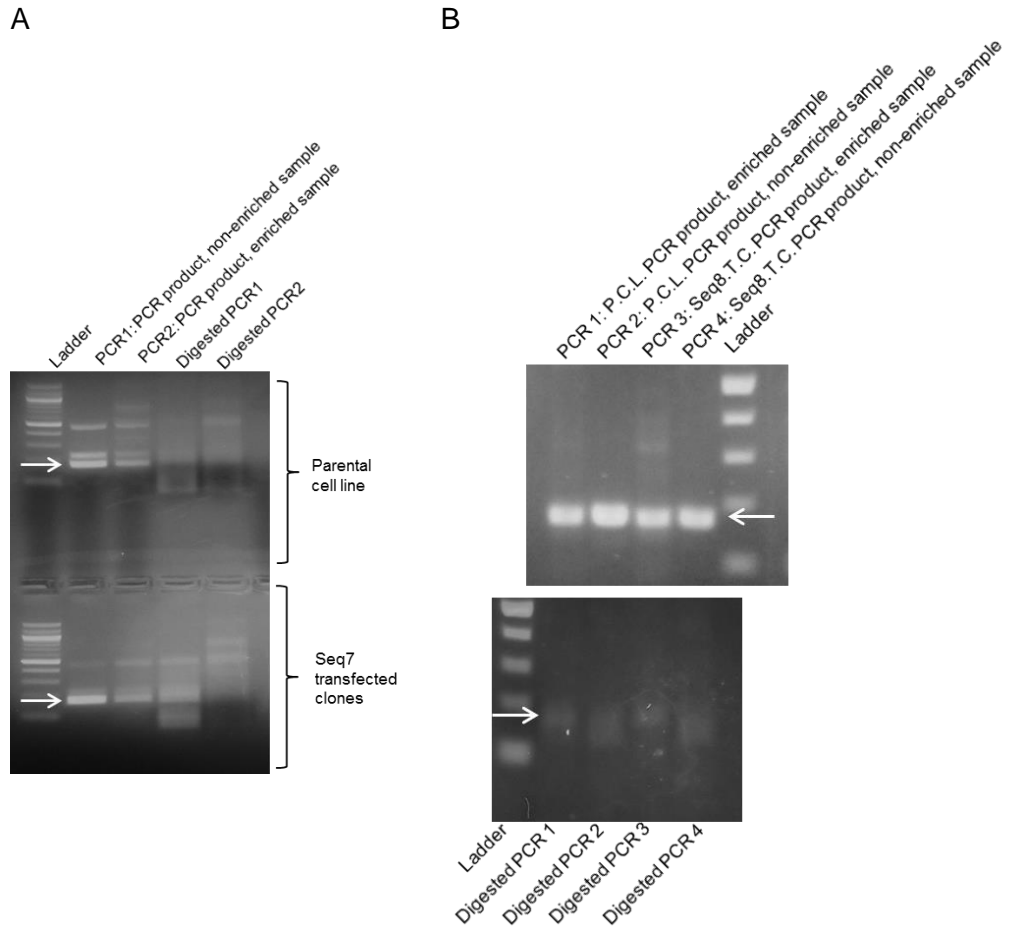 A
Ladder
PCR1: PCR product, non-enriched sample
PCR2: PCR product, enriched sample
Digested PCR1
Digested PCR2
Parental
cell line
Seq7
transfected
clones
B
PCR 1: P.C.L. PCR product, enriched sample
PCR 2: P.C.L. PCR product, non-enriched sample
PCR 3: Seq8.T.C. PCR product, enriched sample
PCR 4: Seq8.T.C. PCR product, non-enriched sample
Ladder
Ladder
Digested PCR 1
Digested PCR 2
Digested PCR 3
Digested PCR 4